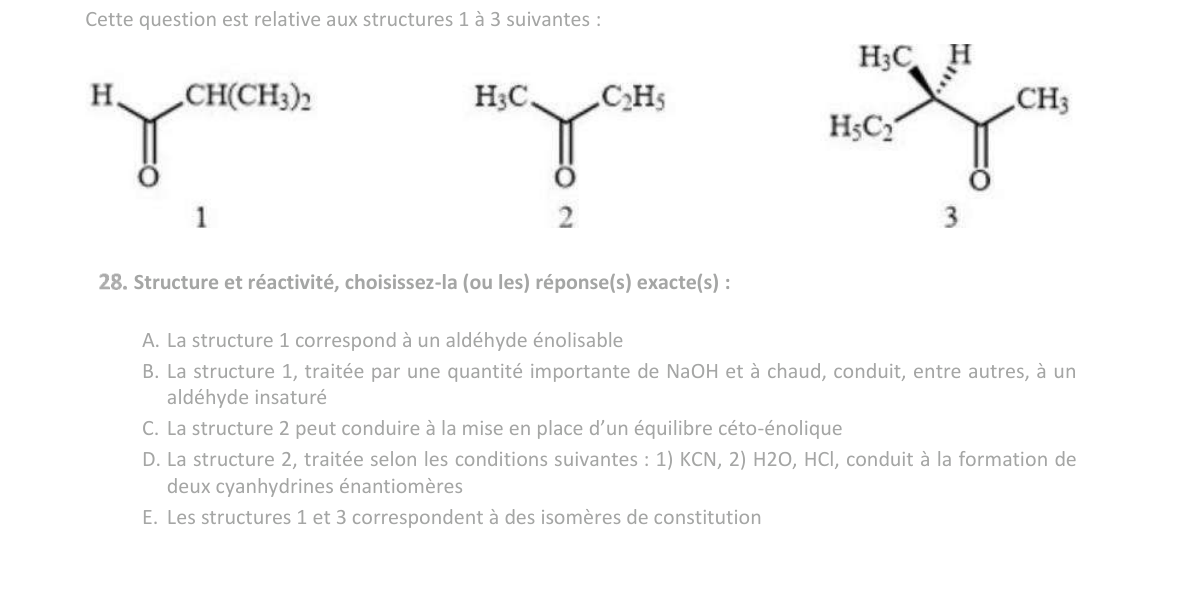 Cette question est relative aux structures 1 à 3 suivantes :
H3C H
H CH(CH3)2 H3C C2H5 CH3
H5C2
O O O
1 2 3
28. Structure et réactivité, choisissez-la (ou les) réponse(s) exacte(s) :
A. La structure 1 correspond à un aldéhyde énolisable
B. La structure 1, traitée par une quantité importante de NaOH et à chaud, conduit, entre autres, à un
aldéhyde insaturé
C. La structure 2 peut conduire à la mise en place d’un équilibre céto-énolique
D. La structure 2, traitée selon les conditions suivantes : 1) KCN, 2) H2O, HCl, conduit à la formation de
deux cyanhydrines énantiomères
E. Les structures 1 et 3 correspondent à des isomères de constitution